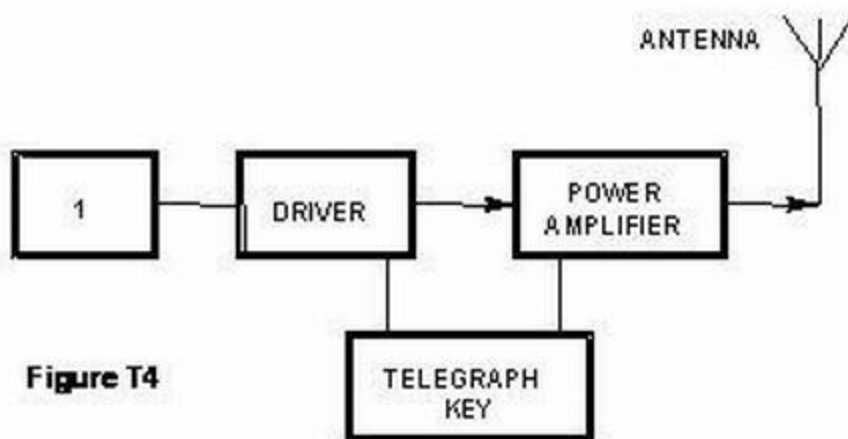 ANTENNA
1
DRIVER
POWER
AMPLIFIER
TELEGRAPH
KEY
Figure T4